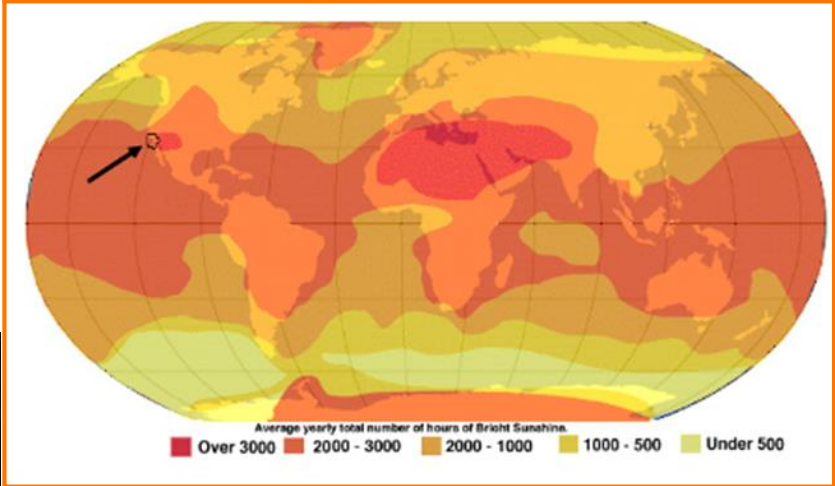 Average yearly total number of hours of Bright Sunshine.
Over 3000 2000 - 3000 2000 - 1000 1000 - 500 Under 500